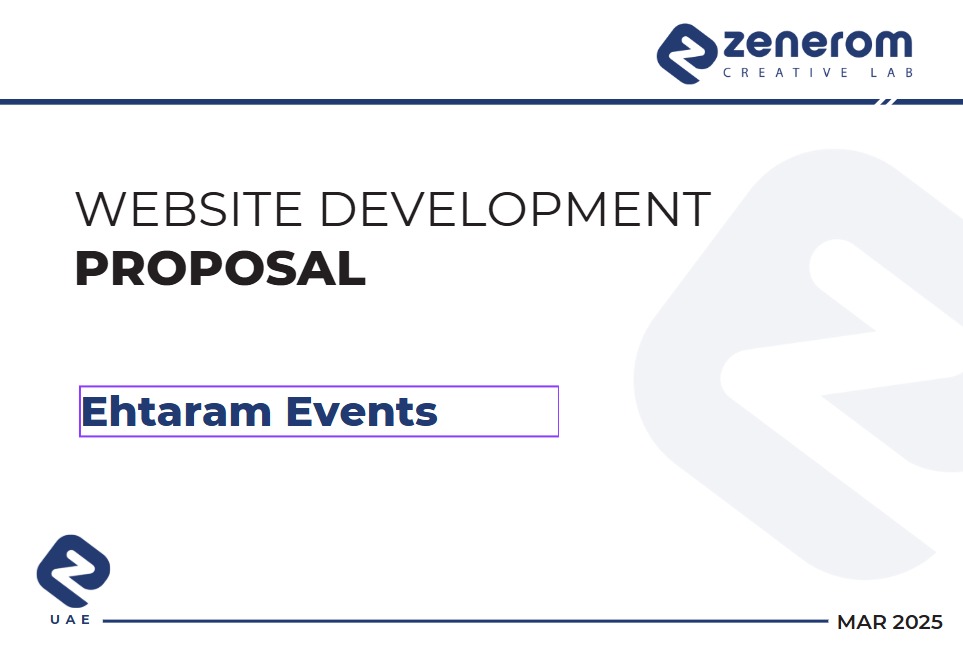 zenerom
CREATIVE LAB
WEBSITE DEVELOPMENT
PROPOSAL
Ehtaram Events
UAE
MAR 2025